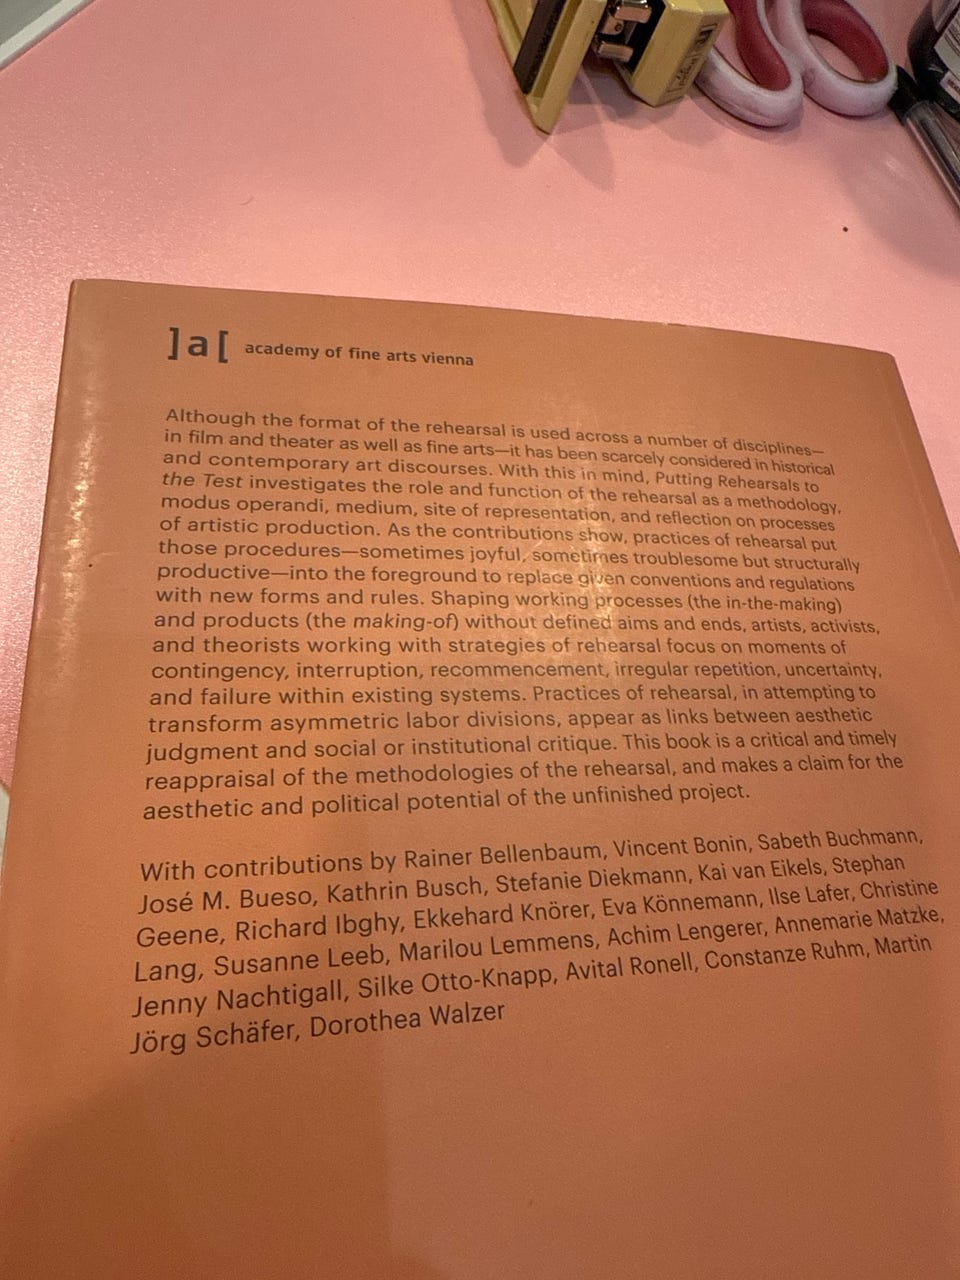 ]a[ academy of fine arts vienna
Although the format of the rehearsal is used across a number of disciplines—
in film and theater as well as fine arts—it has been scarcely considered in historical
and contemporary art discourses. With this in mind, Putting Rehearsals to
the Test investigates the role and function of the rehearsal as a methodology,
modus operandi, medium, site of representation, and reflection on processes
of artistic production. As the contributions show, practices of rehearsal put
those procedures—sometimes joyful, sometimes troublesome but structurally
productive—into the foreground to replace given conventions and regulations
with new forms and rules. Shaping working processes (the in-the-making)
and products (the making-of) without defined aims and ends, artists, activists,
and theorists working with strategies of rehearsal focus on moments of
contingency, interruption, recommencement, irregular repetition, uncertainty,
and failure within existing systems. Practices of rehearsal, in attempting to
transform asymmetric labor divisions, appear as links between aesthetic
judgment and social or institutional critique. This book is a critical and timely
reappraisal of the methodologies of the rehearsal, and makes a claim for the
aesthetic and political potential of the unfinished project.
With contributions by Rainer Bellenbaum, Vincent Bonin, Sabeth Buchmann,
José M. Bueso, Kathrin Busch, Stefanie Diekmann, Kai van Eikels, Stephan
Geene, Richard Ibghy, Ekkehard Knörer, Eva Könnemann, Ilse Lafer, Christine
Lang, Susanne Leeb, Marilou Lemmens, Achim Lengerer, Annemarie Matzke,
Jenny Nachtigall, Silke Otto-Knapp, Avital Ronell, Constanze Ruhm, Martin
Jörg Schäfer, Dorothea Walzer